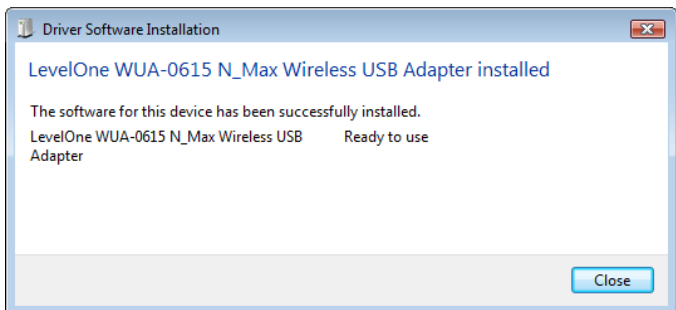 Driver Software Installation
LevelOne WUA-0615 N_Max Wireless USB Adapter installed
The software for this device has been successfully installed.
LevelOne WUA-0615 N_Max Wireless USB Ready to use
Adapter
Close